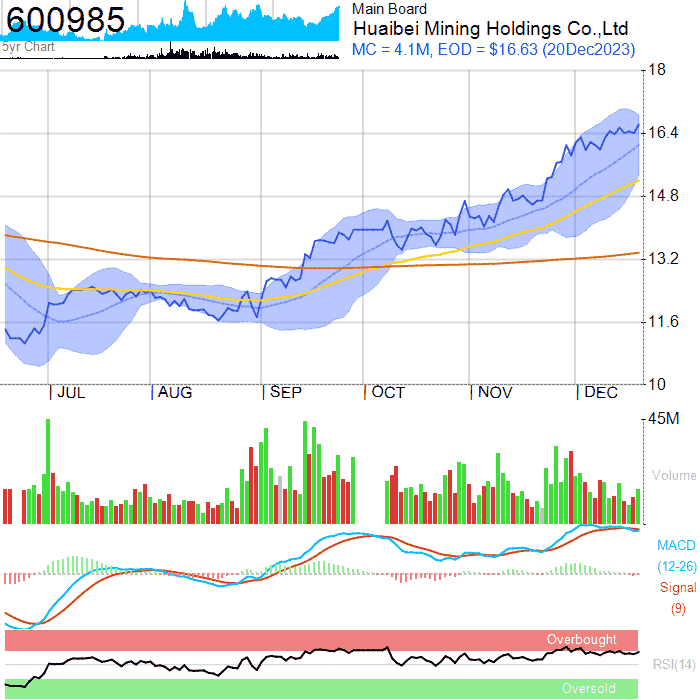 600985
5yr Chart
Main Board
Huaibei Mining Holdings Co.,Ltd
MC = 4.1M, EOD = $16.63 (20Dec2023)
18
16.4
14.8
13.2
11.6
10
| JUL | AUG | SEP | OCT | NOV | DEC
45M
Volume
MACD
(12-26)
Signal
(9)
Overbought
RSI(14)
Oversold